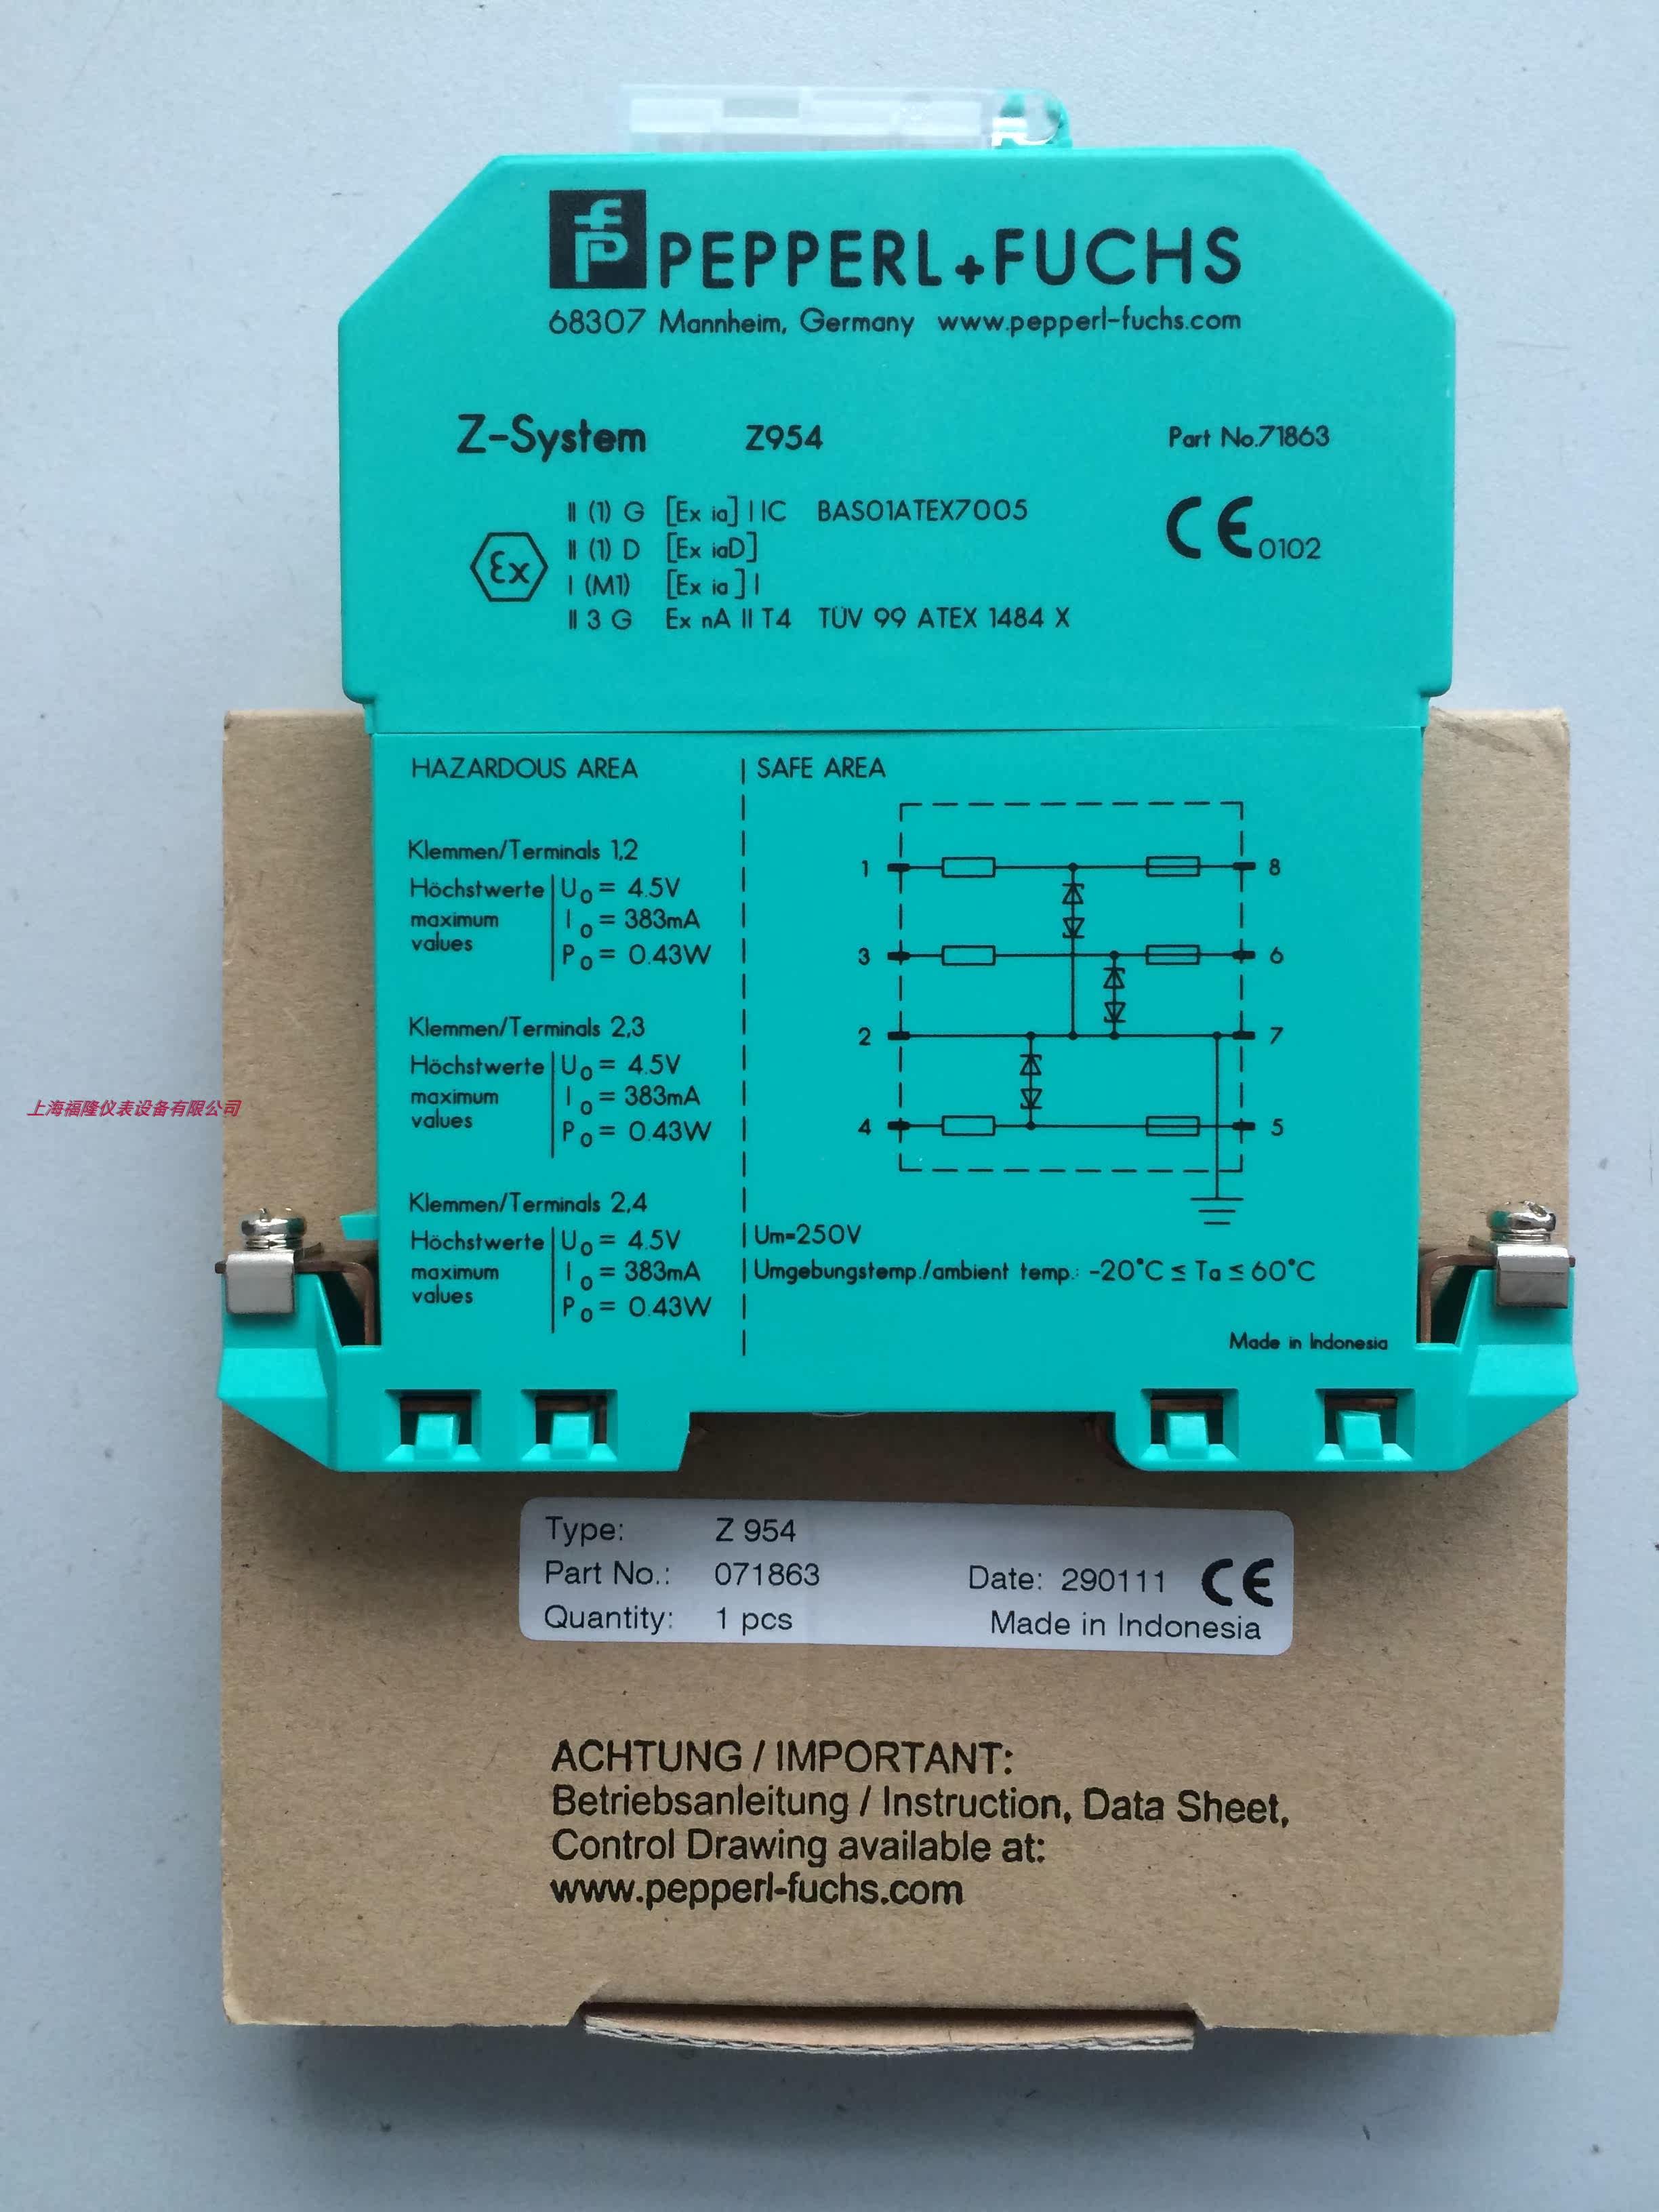 fp PEPPERL+FUCHS
68307 Mannheim, Germany www.pepperl-fuchs.com
Z-System Z954 Part No.71863
II (1) G [Ex ia] IIC BAS01ATEX7005
II (1) D [Ex iaD]
I (M1) [Ex ia] I
II 3 G Ex nA II T4 TÜV 99 ATEX 1484 X
Ex
CE 0102
HAZARDOUS AREA | SAFE AREA
Klemmen/Terminals 1,2
Höchstwerte U₀ = 4.5V
maximum I₀ = 383mA
values P₀ = 0.43W
Klemmen/Terminals 2,3
Höchstwerte U₀ = 4.5V
maximum I₀ = 383mA
values P₀ = 0.43W
Klemmen/Terminals 2,4
Höchstwerte U₀ = 4.5V
maximum I₀ = 383mA
values P₀ = 0.43W
1 8
3 6
2 7
4 5
Um=250V
Umgebungstemp./ambient temp.: -20°C ≤ Ta ≤ 60°C
Made in Indonesia
上海福隆仪表设备有限公司
Type: Z 954
Part No.: 071863 Date: 290111 CE
Quantity: 1 pcs Made in Indonesia
ACHTUNG / IMPORTANT:
Betriebsanleitung / Instruction, Data Sheet,
Control Drawing available at:
www.pepperl-fuchs.com